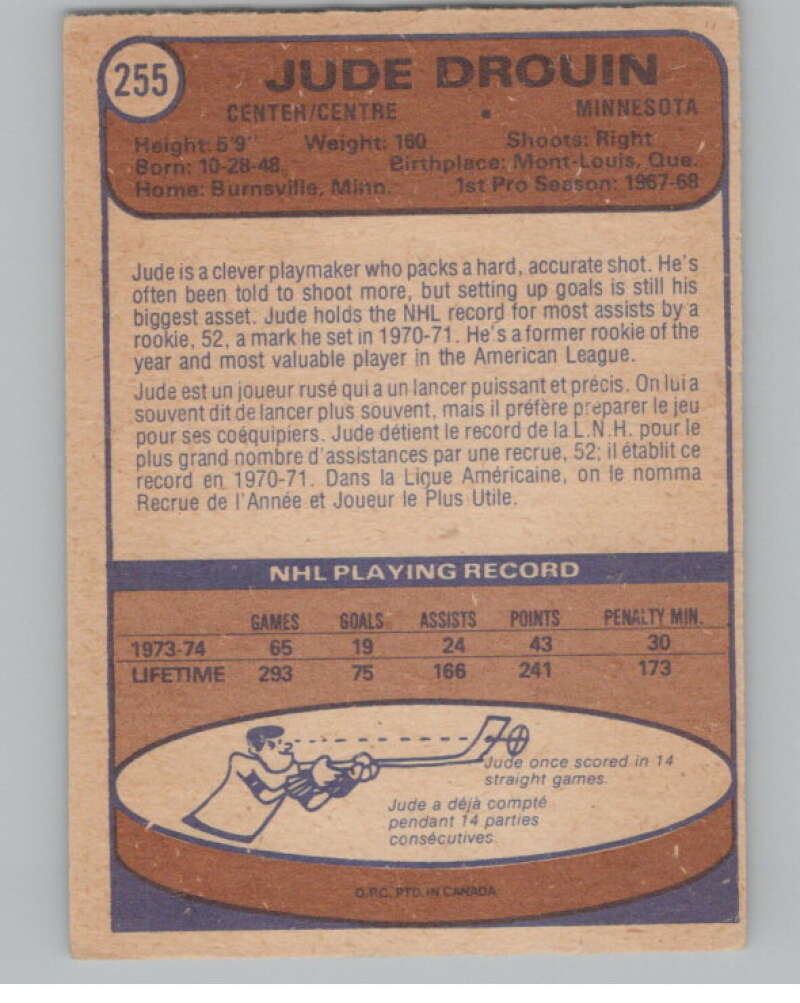 255
JUDE DROUIN
CENTER/CENTRE . MINNESOTA
Height: 5'9" Weight: 160 Shoots: Right
Born: 10-28-48. Birthplace: Mont-Louis, Que.
Home: Burnsville, Minn. 1st Pro Season: 1967-68
Jude is a clever playmaker who packs a hard, accurate shot. He's
often been told to shoot more, but setting up goals is still his
biggest asset. Jude holds the NHL record for most assists by a
rookie, 52, a mark he set in 1970-71. He's a former rookie of the
year and most valuable player in the American League.
Jude est un joueur rusé qui a un lancer puissant et précis. On lui a
souvent dit de lancer plus souvent, mais il préfère préparer le jeu
pour ses coéquipiers. Jude détient le record de la L.N.H. pour le
plus grand nombre d'assistances par une recrue, 52; il établit ce
record en 1970-71. Dans la Ligue Américaine, on le nomma
Recrue de l'Année et Joueur le Plus Utile.
NHL PLAYING RECORD
GAMES GOALS ASSISTS POINTS PENALTY MIN.
1973-74 65 19 24 43 30
LIFETIME 293 75 166 241 173
Jude once scored in 14
straight games.
Jude a déjà compté
pendant 14 parties
consécutives.
O.P.C. PTD. IN CANADA